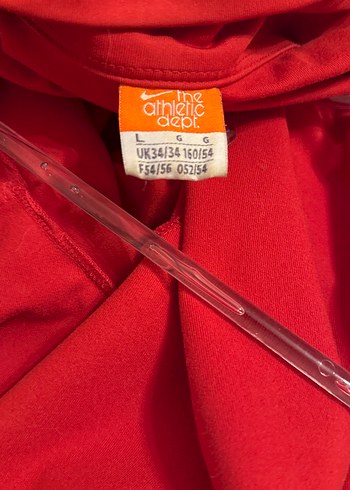 the
athletic
dept.
L G G
UK34/34 160/54
F54/56 052/54